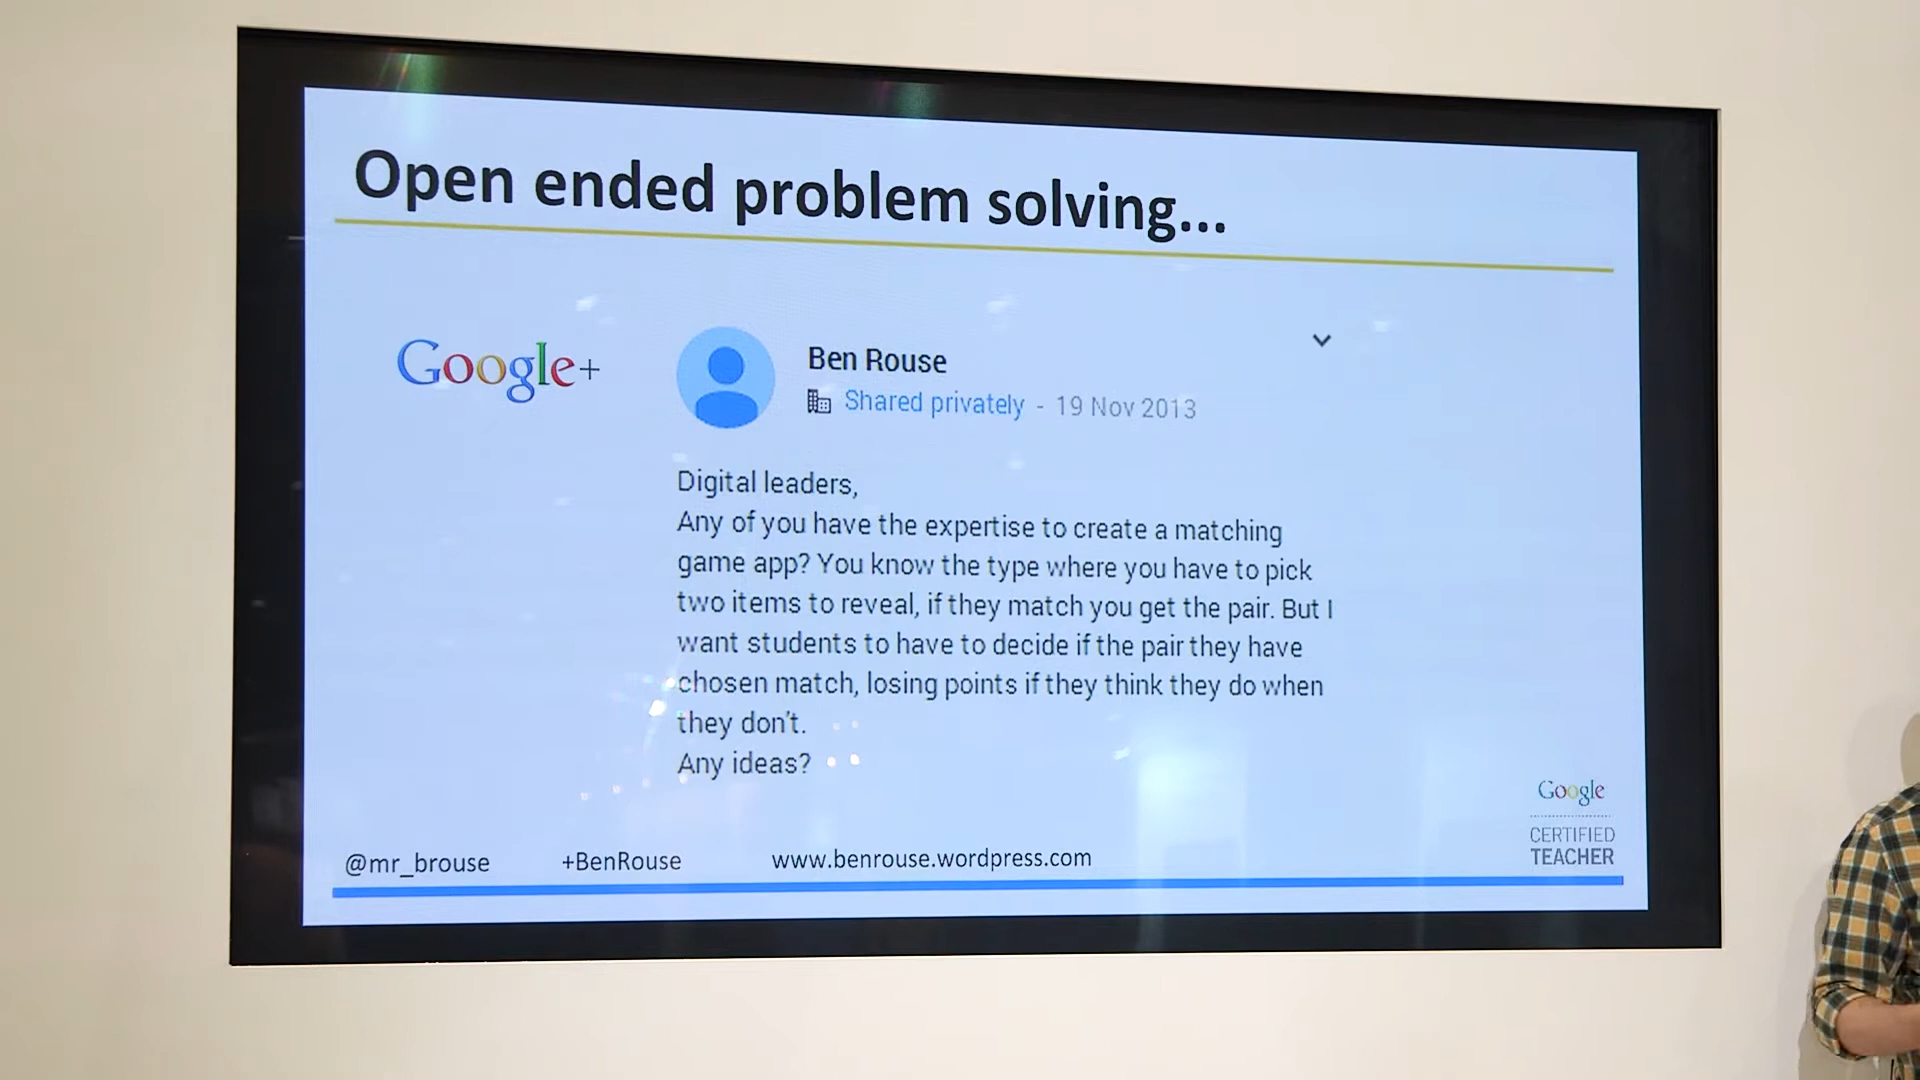 Open ended problem solving...
Google+
Ben Rouse
Shared privately - 19 Nov 2013
Digital leaders,
Any of you have the expertise to create a matching
game app? You know the type where you have to pick
two items to reveal, if they match you get the pair. But I
want students to have to decide if the pair they have
chosen match, losing points if they think they do when
they don't.
Any ideas?
Google
CERTIFIED
TEACHER
@mr_brouse +BenRouse www.benrouse.wordpress.com